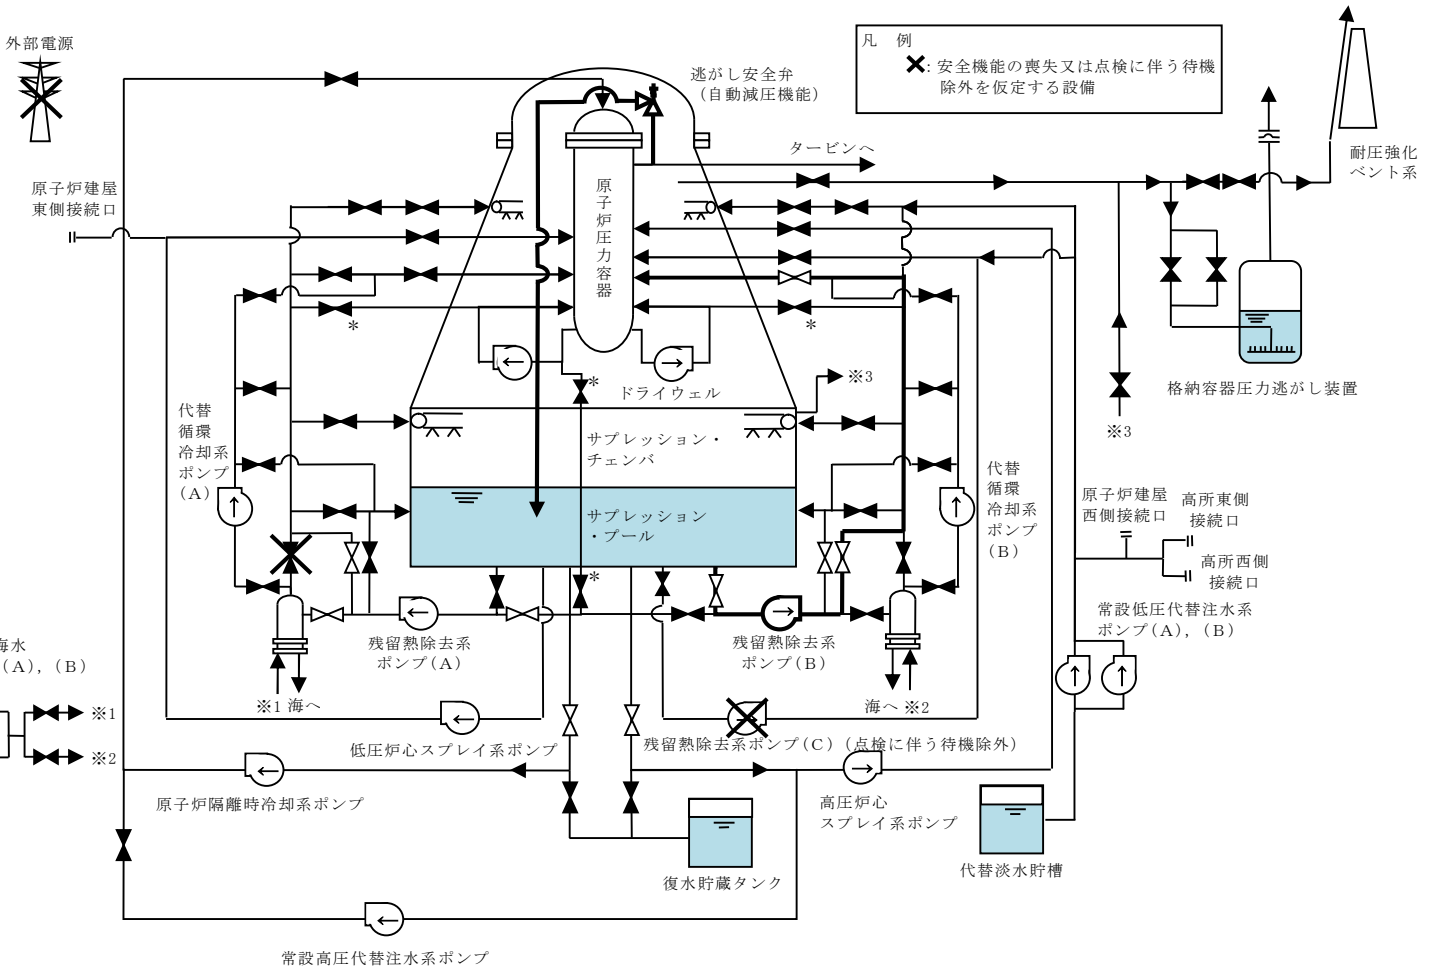 外部電源
凡　例
：安全機能の喪失又は点検に伴う待機
除外を仮定する設備
逃がし安全弁
（自動減圧機能）
タービンへ
耐圧強化
ベント系
原子炉建屋
東側接続口
原子炉圧力容器
＊
＊
ドライウェル
＊
※3
格納容器圧力逃がし装置
※3
代替
循環
冷却系
ポンプ
（A）
サプレッション・
チェンバ
サプレッション
・プール
代替
循環
冷却系
ポンプ
（B）
原子炉建屋
西側接続口
高所東側
接続口
高所西側
接続口
＊
常設低圧代替注水系
ポンプ（A），（B）
残留熱除去系
ポンプ（A）
残留熱除去系
ポンプ（B）
海水
（A），（B）
※1 海へ
海へ ※2
※1
※2
低圧炉心スプレイ系ポンプ
残留熱除去系ポンプ（C）（点検に伴う待機除外）
原子炉隔離時冷却系ポンプ
高圧炉心
スプレイ系ポンプ
復水貯蔵タンク
代替淡水貯槽
常設高圧代替注水系ポンプ